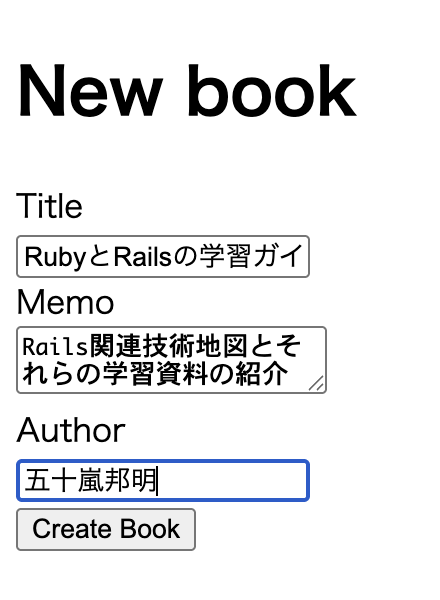 New book
Title
RubyとRailsの学習ガイ
Memo
Rails関連技術地図とそ
れらの学習資料の紹介
Author
五十嵐邦明
Create Book